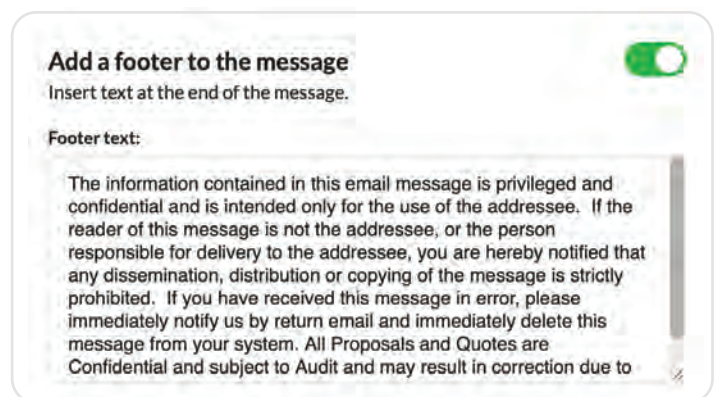 Add a footer to the message
Insert text at the end of the message.
Footer text:
The information contained in this email message is privileged and
confidential and is intended only for the use of the addressee.  If the
reader of this message is not the addressee, or the person
responsible for delivery to the addressee, you are hereby notified that
any dissemination, distribution or copying of the message is strictly
prohibited.  If you have received this message in error, please
immediately notify us by return email and immediately delete this
message from your system. All Proposals and Quotes are
Confidential and subject to Audit and may result in correction due to